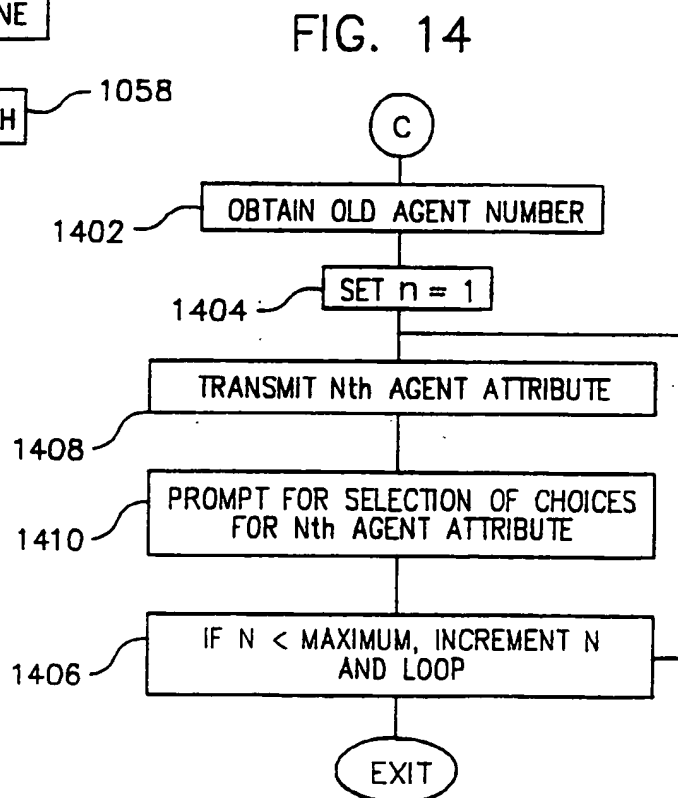 NE
FIG. 14
H
1058
C
1402
OBTAIN OLD AGENT NUMBER
1404
SET n = 1
TRANSMIT Nth AGENT ATTRIBUTE
1408
PROMPT FOR SELECTION OF CHOICES
FOR Nth AGENT ATTRIBUTE
1410
IF N < MAXIMUM, INCREMENT N
AND LOOP
1406
EXIT